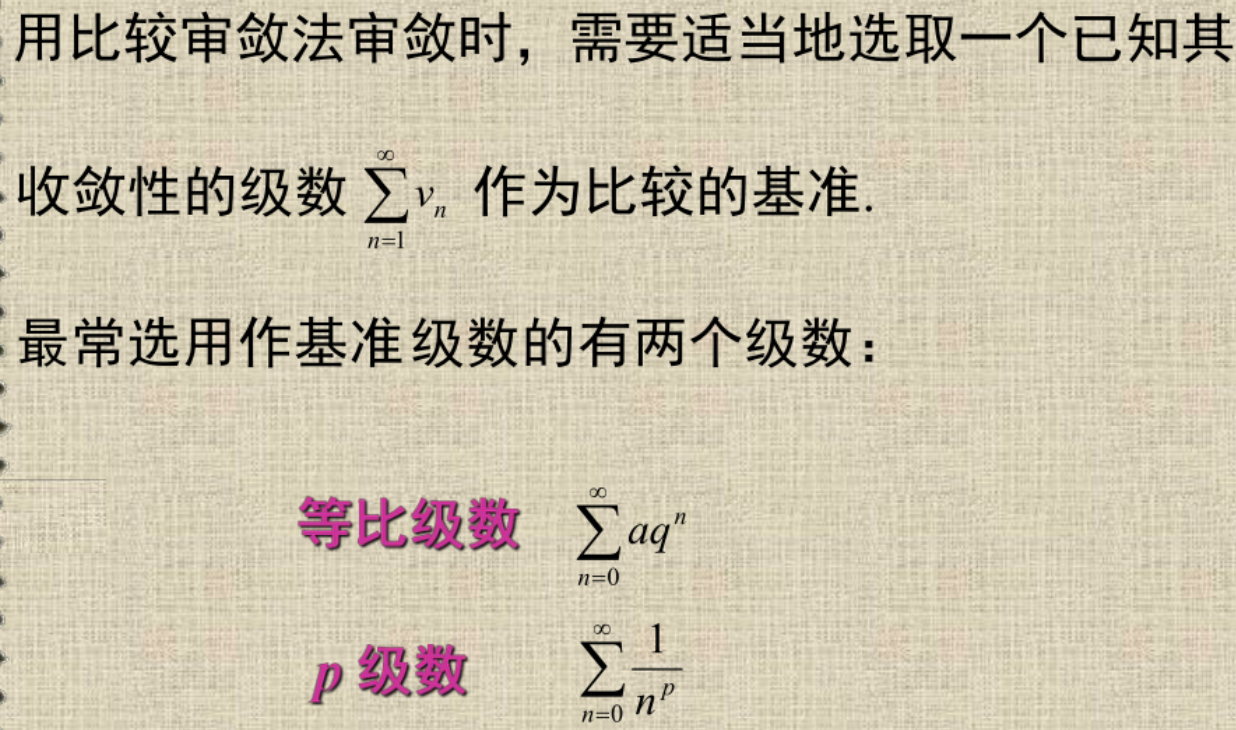 用比较审敛法审敛时，需要适当地选取一个已知其
收敛性的级数 $\sum_{n=1}^{\infty} v_n$ 作为比较的基准.
最常选用作基准级数的有两个级数：
等比级数 $\sum_{n=0}^{\infty} aq^n$
p 级数 $\sum_{n=0}^{\infty} \frac{1}{n^p}$